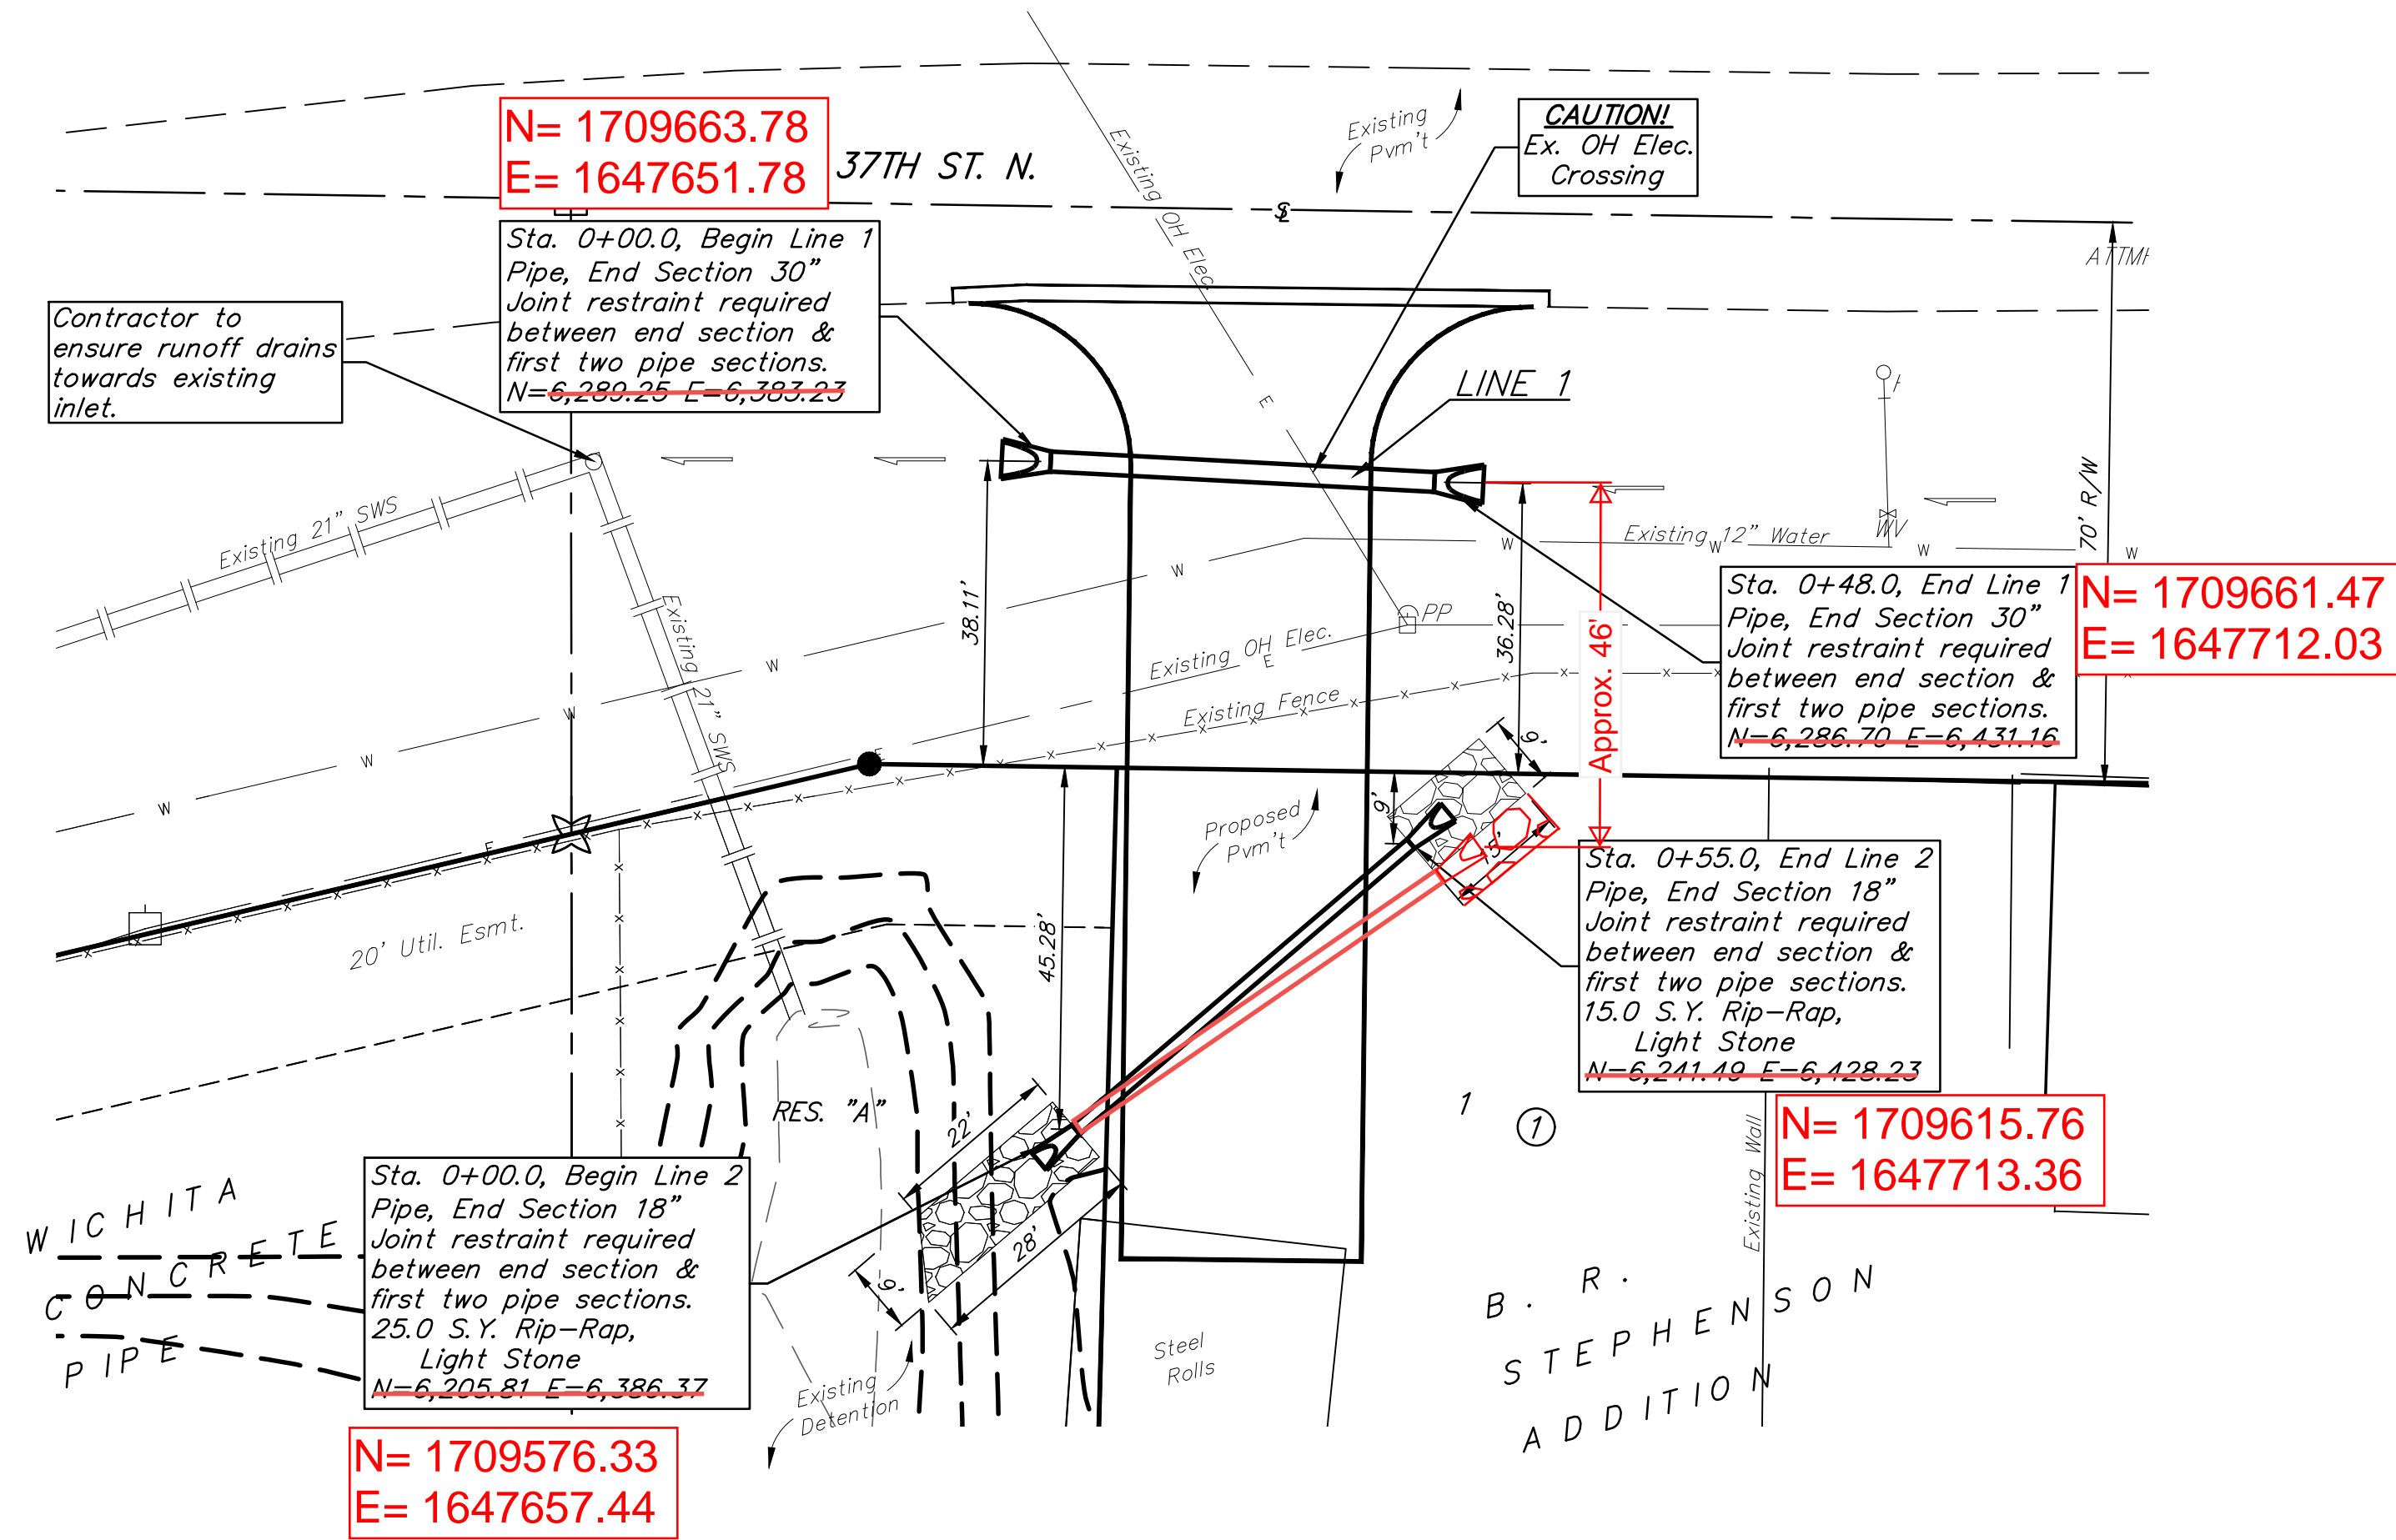 N= 1709663.78
E= 1647651.78
37TH ST. N.
Existing
Pvm't
CAUTION!
Ex. OH Elec.
Crossing
Existing OH Elec.
Sta. 0+00.0, Begin Line 1
Pipe, End Section 30"
Joint restraint required
between end section &
first two pipe sections.
N=6,289.25 E=6,383.23
ATTMH
Contractor to
ensure runoff drains
towards existing
inlet.
E
LINE 1
70' R/W
Existing 21" SWS
Existing 21" SWS
Existing 12" Water
W
W
W
W
WV
W
38.11'
36.28'
Approx. 46'
PP
Existing OH Elec.
E
Existing Fence
Sta. 0+48.0, End Line 1
Pipe, End Section 30"
Joint restraint required
between end section &
first two pipe sections.
N=6,286.70 E=6,431.16
N= 1709661.47
E= 1647712.03
W
W
W
W
E
E
9'
9'
15'
Proposed
Pvm't
20' Util. Esmt.
45.28'
Sta. 0+55.0, End Line 2
Pipe, End Section 18"
Joint restraint required
between end section &
first two pipe sections.
15.0 S.Y. Rip-Rap,
Light Stone
N=6,241.49 E=6,428.23
N= 1709615.76
E= 1647713.36
RES. "A"
22'
28'
9'
1
1
Existing Wall
WICHITA
CONCRETE
PIPE
Sta. 0+00.0, Begin Line 2
Pipe, End Section 18"
Joint restraint required
between end section &
first two pipe sections.
25.0 S.Y. Rip-Rap,
Light Stone
N=6,205.81 E=6,386.37
N= 1709576.33
E= 1647657.44
Existing
Detention
Steel
Rolls
B. R.
STEPHENSON
ADDITION